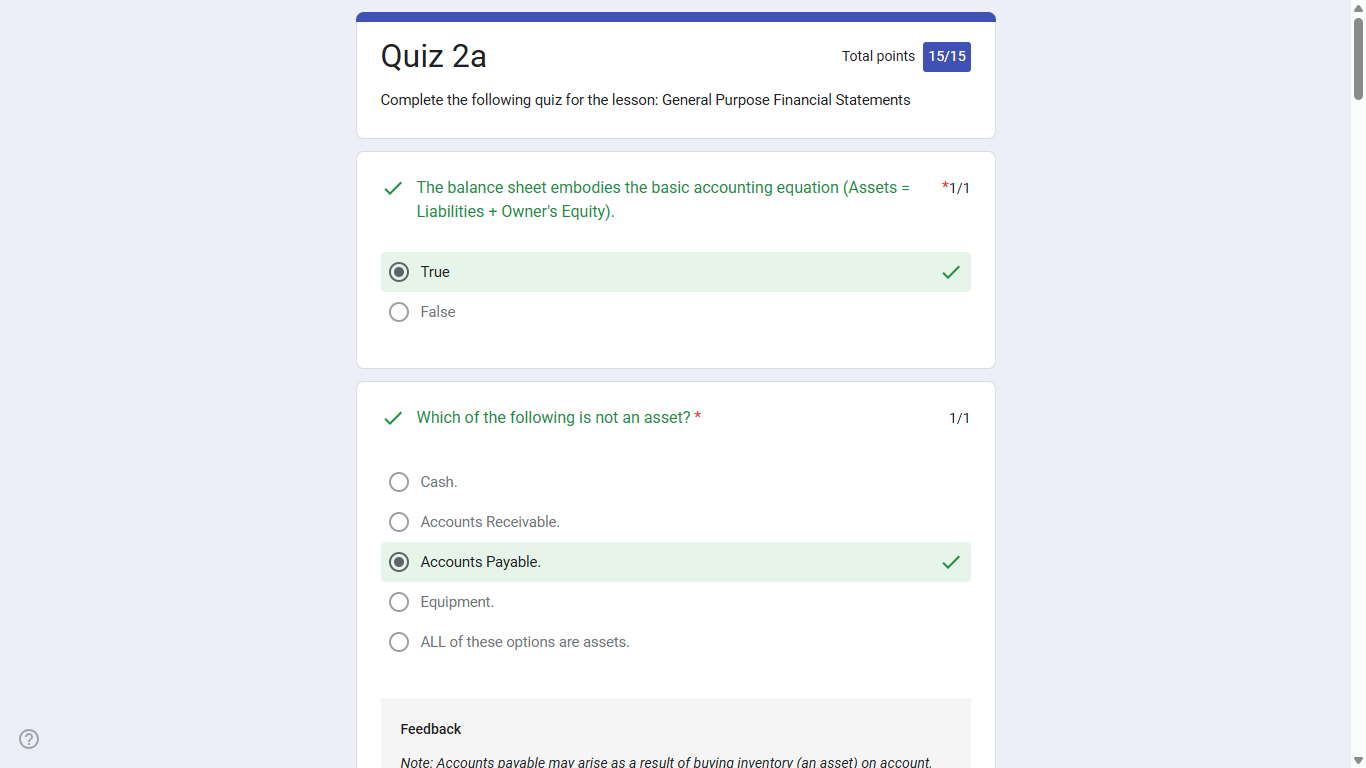 Quiz 2a
Total points 15/15
Complete the following quiz for the lesson: General Purpose Financial Statements
The balance sheet embodies the basic accounting equation (Assets = *1/1
Liabilities + Owner's Equity).
True
False
Which of the following is not an asset? * 1/1
Cash.
Accounts Receivable.
Accounts Payable.
Equipment.
ALL of these options are assets.
Feedback
Note: Accounts payable may arise as a result of buying inventory (an asset) on account.